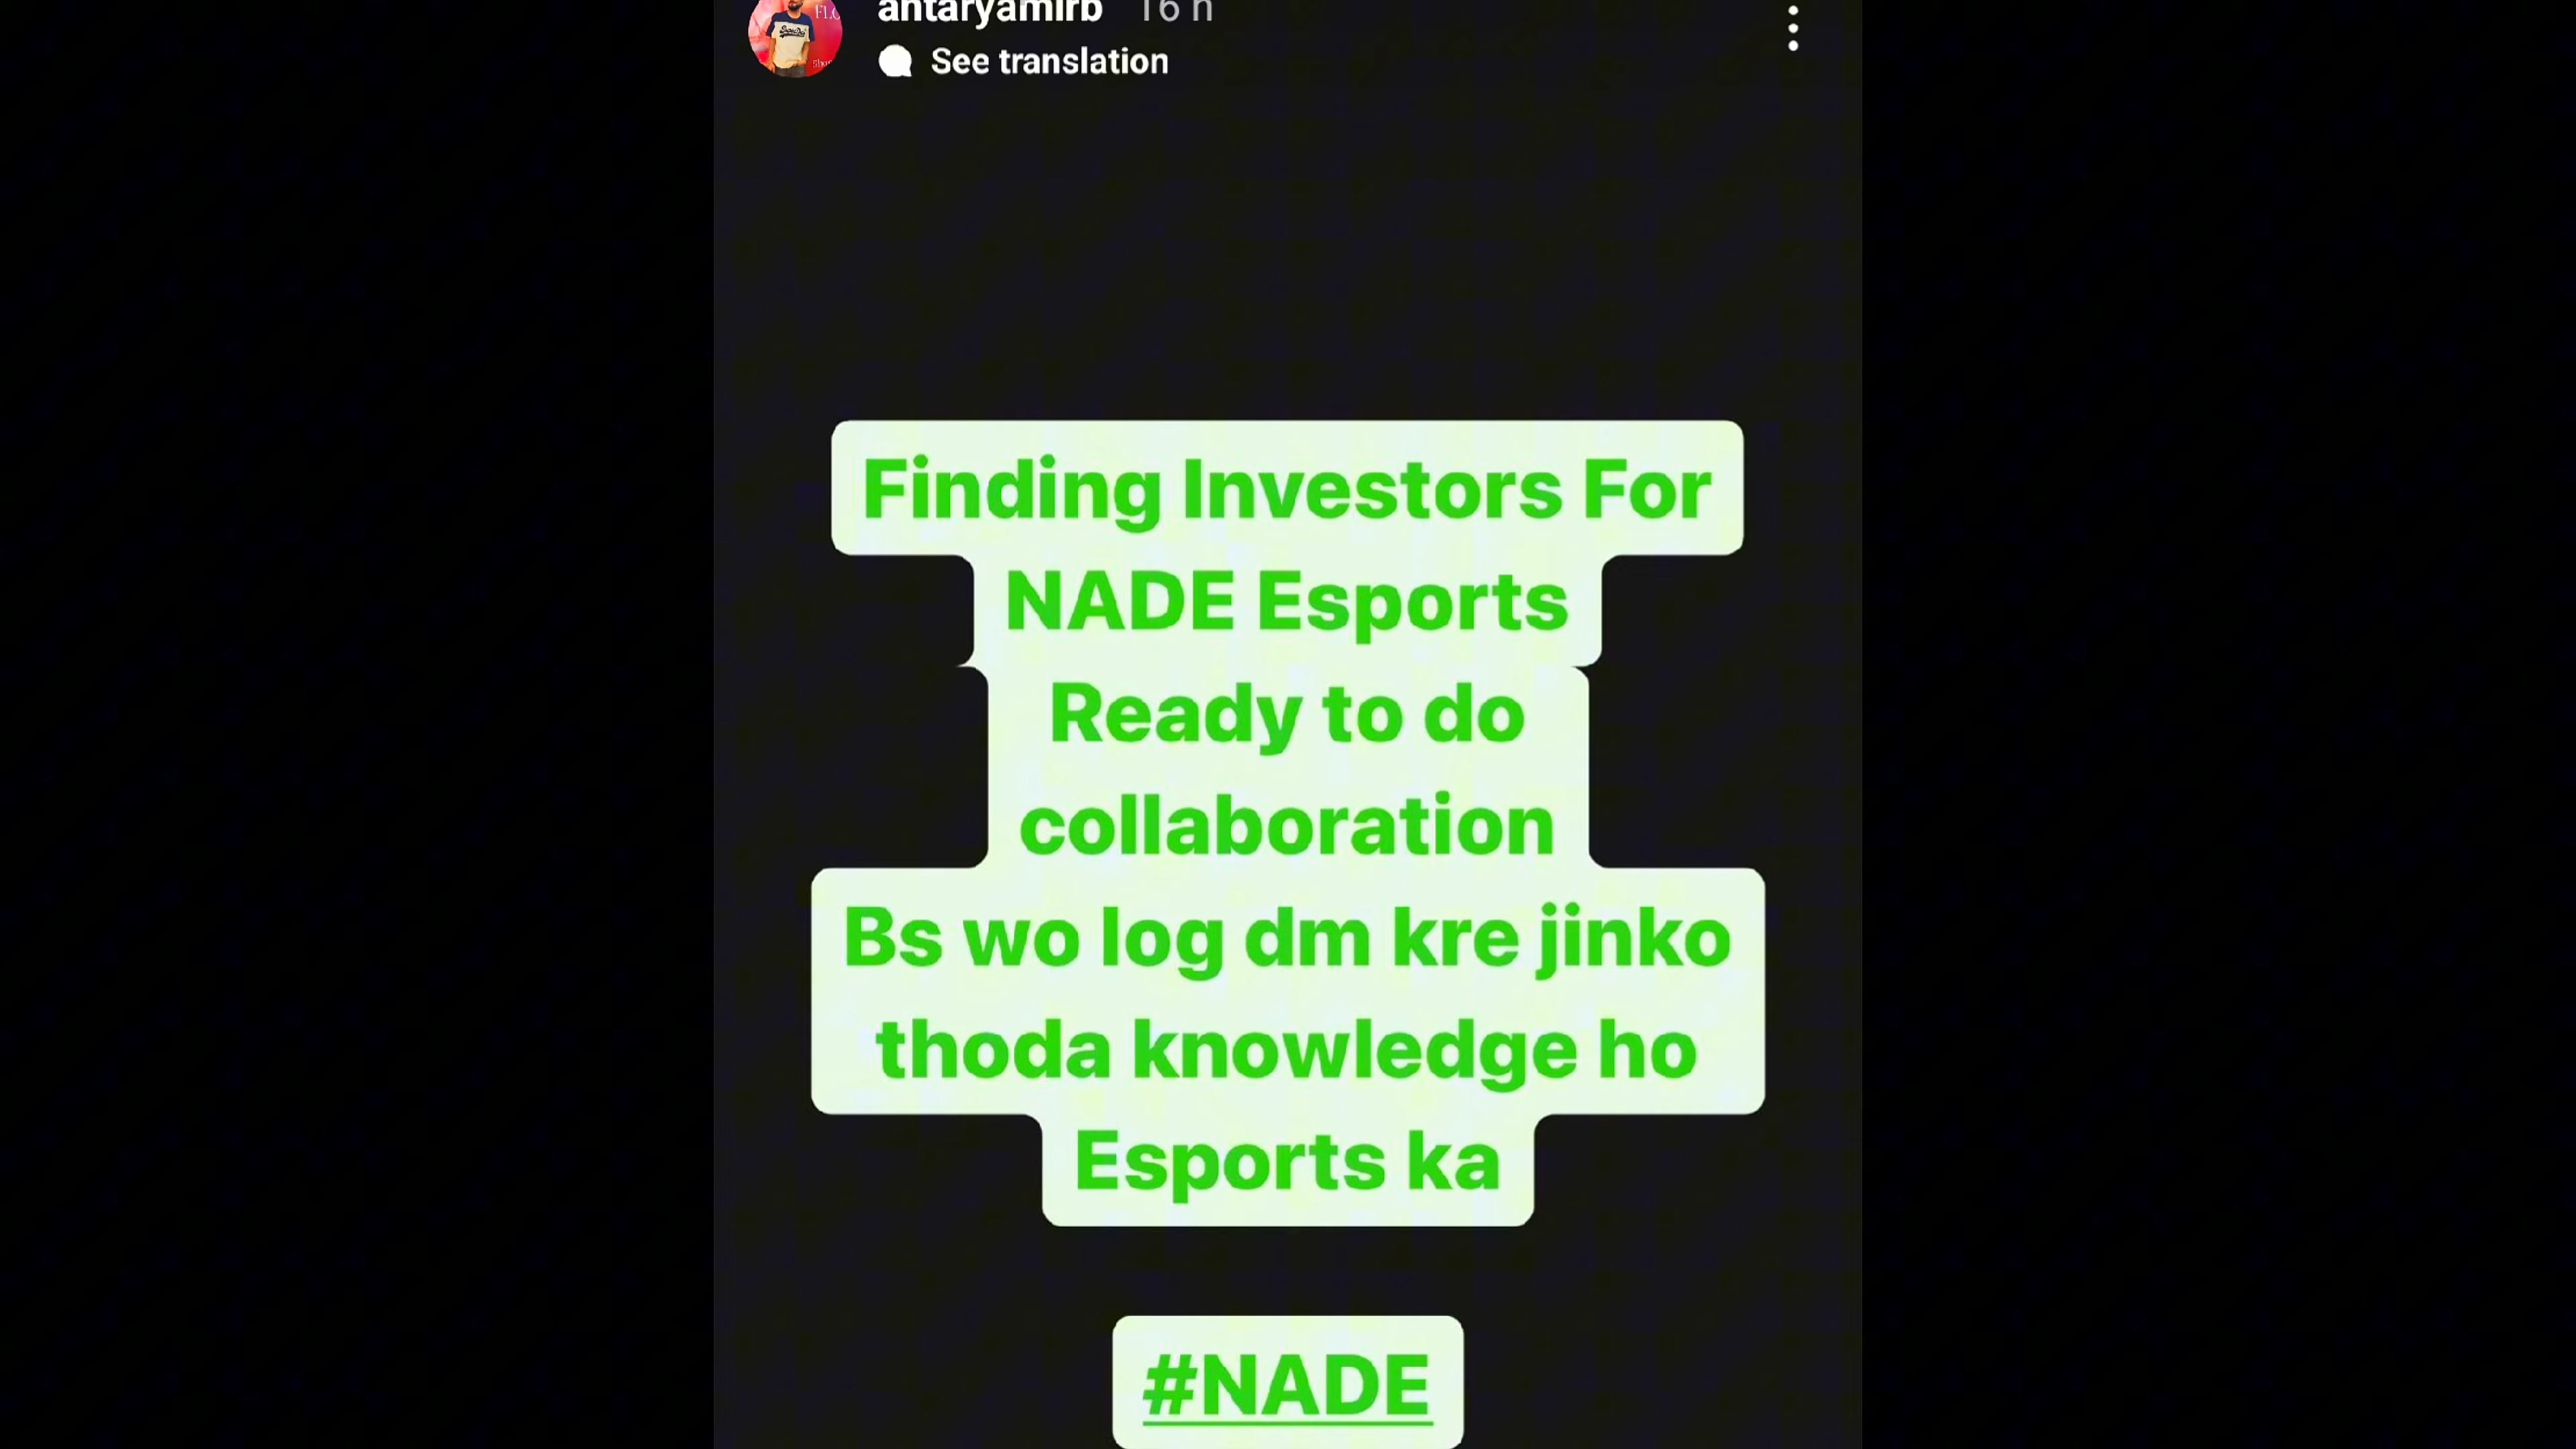 antaryamirb 16 h
See translation
Finding Investors For
NADE Esports
Ready to do
collaboration
Bs wo log dm kre jinko
thoda knowledge ho
Esports ka
#NADE